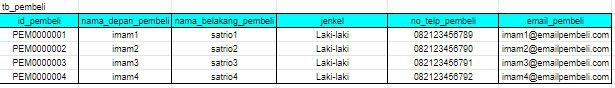 tb_pembeli
id_pembeli nama_depan_pembeli nama_belakang_pembeli jenkel no_telp_pembeli email_pembeli
PEM0000001 imam1 satrio1 Laki-laki 082123456789 imam1@emailpembeli.com
PEM0000002 imam2 satrio2 Laki-laki 082123456790 imam2@emailpembeli.com
PEM0000003 imam3 satrio3 Laki-laki 082123456791 imam3@emailpembeli.com
PEM0000004 imam4 satrio4 Laki-laki 082123456792 imam4@emailpembeli.com